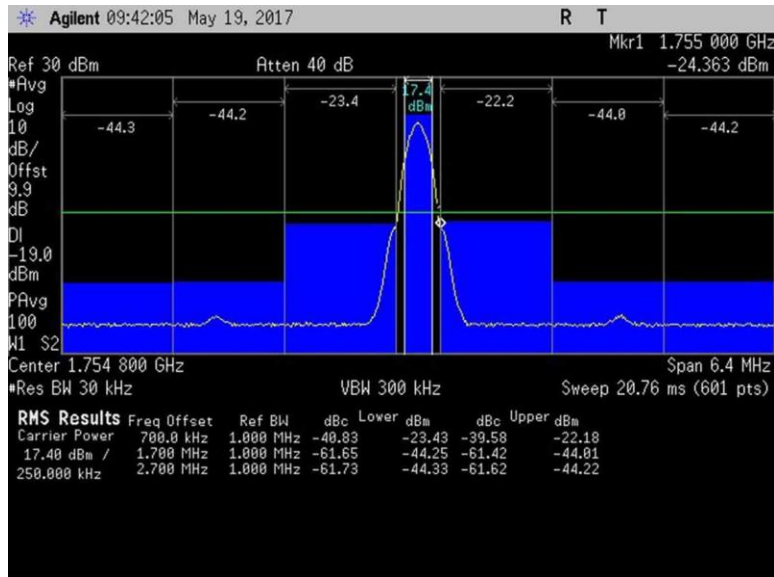 Agilent 09:42:05 May 19, 2017 R T
Mkr1 1.755 000 GHz
Ref 30 dBm Atten 40 dB -24.363 dBm
#Avg
Log
10
dB/
Offst
9.9
dB
DI
-19.0
dBm
PAvg
100
W1 S2
-44.3 -44.2 -23.4 17.4 dBm -22.2 -44.0 -44.2
Center 1.754 800 GHz Span 6.4 MHz
#Res BW 30 kHz VBW 300 kHz Sweep 20.76 ms (601 pts)
RMS Results Freq Offset Ref BW dBc Lower dBm dBc Upper dBm
Carrier Power 700.0 kHz 1.000 MHz -40.83 -23.43 -39.58 -22.18
17.40 dBm / 1.700 MHz 1.000 MHz -61.65 -44.25 -61.42 -44.01
250.000 kHz 2.700 MHz 1.000 MHz -61.73 -44.33 -61.62 -44.22